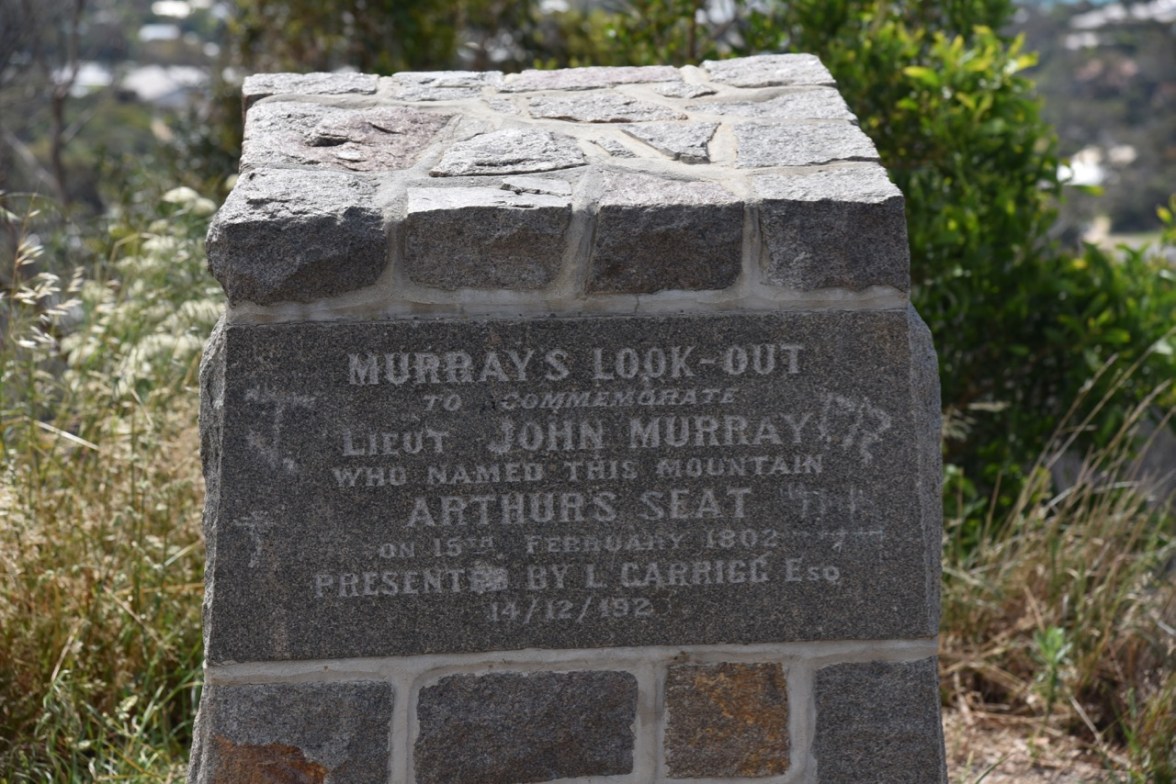 MURRAY'S LOOK-OUT
TO COMMEMORATE
LIEUT JOHN MURRAY
WHO NAMED THIS MOUNTAIN
ARTHUR'S SEAT
ON 15TH FEBRUARY 1802
PRESENTED BY L. CARRIGG Esq
14/12/192